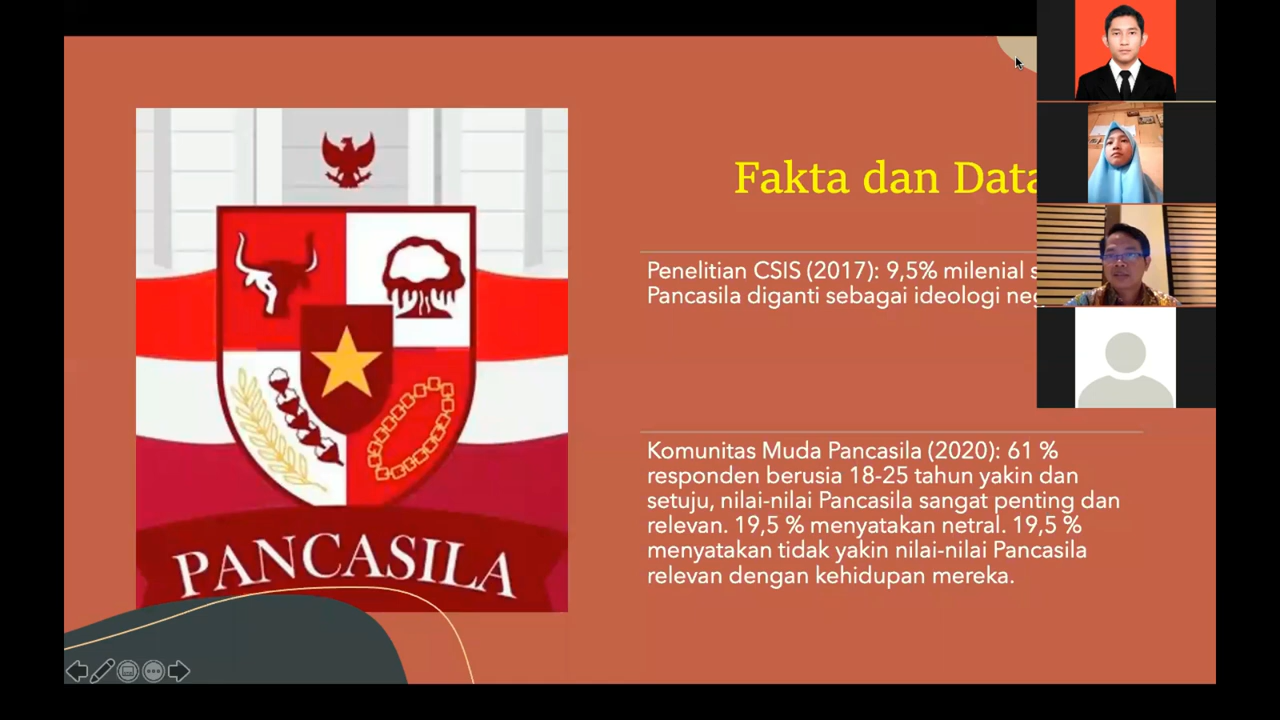 Fakta dan Data
Penelitian CSIS (2017): 9,5% milenial
Pancasila diganti sebagai ideologi
Komunitas Muda Pancasila (2020): 61 %
responden berusia 18-25 tahun yakin dan
setuju, nilai-nilai Pancasila sangat penting dan
relevan. 19,5 % menyatakan netral. 19,5 %
menyatakan tidak yakin nilai-nilai Pancasila
relevan dengan kehidupan mereka.
PANCASILA